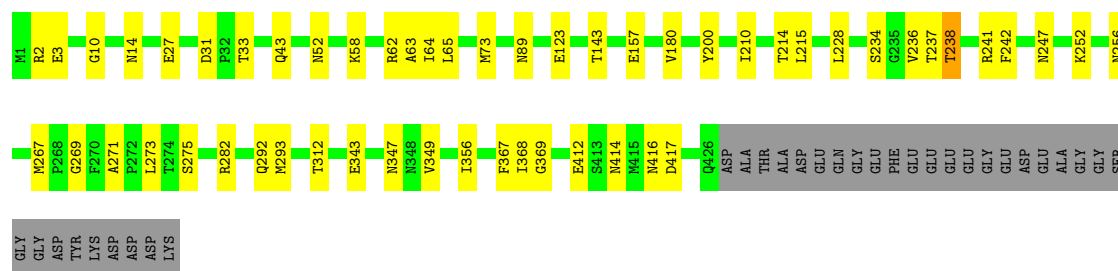 M1 R2 E3 G10 N14 E27 D31 P32 T33 Q43 N52 K58 R62 A63 I64 L65 M73 N89 E123 T143 E157 V180 Y200 I210 T214 L215 L228 S234 G235 V236 T237 T238 R241 F242 N247 K252 N256
M267 P268 G269 F270 A271 P272 L273 T274 S275 R282 Q292 M293 T312 E343 N347 N348 V349 I356 F367 I368 G369 E412 S413 N414 M415 N416 D417 Q426 ASP ALA THR ALA ASP GLU GLN GLY GLU PHE GLU GLU GLU GLU GLY GLU ASP GLU ALA GLY GLY SER
GLY GLY ASP TYR LYS ASP ASP ASP LYS